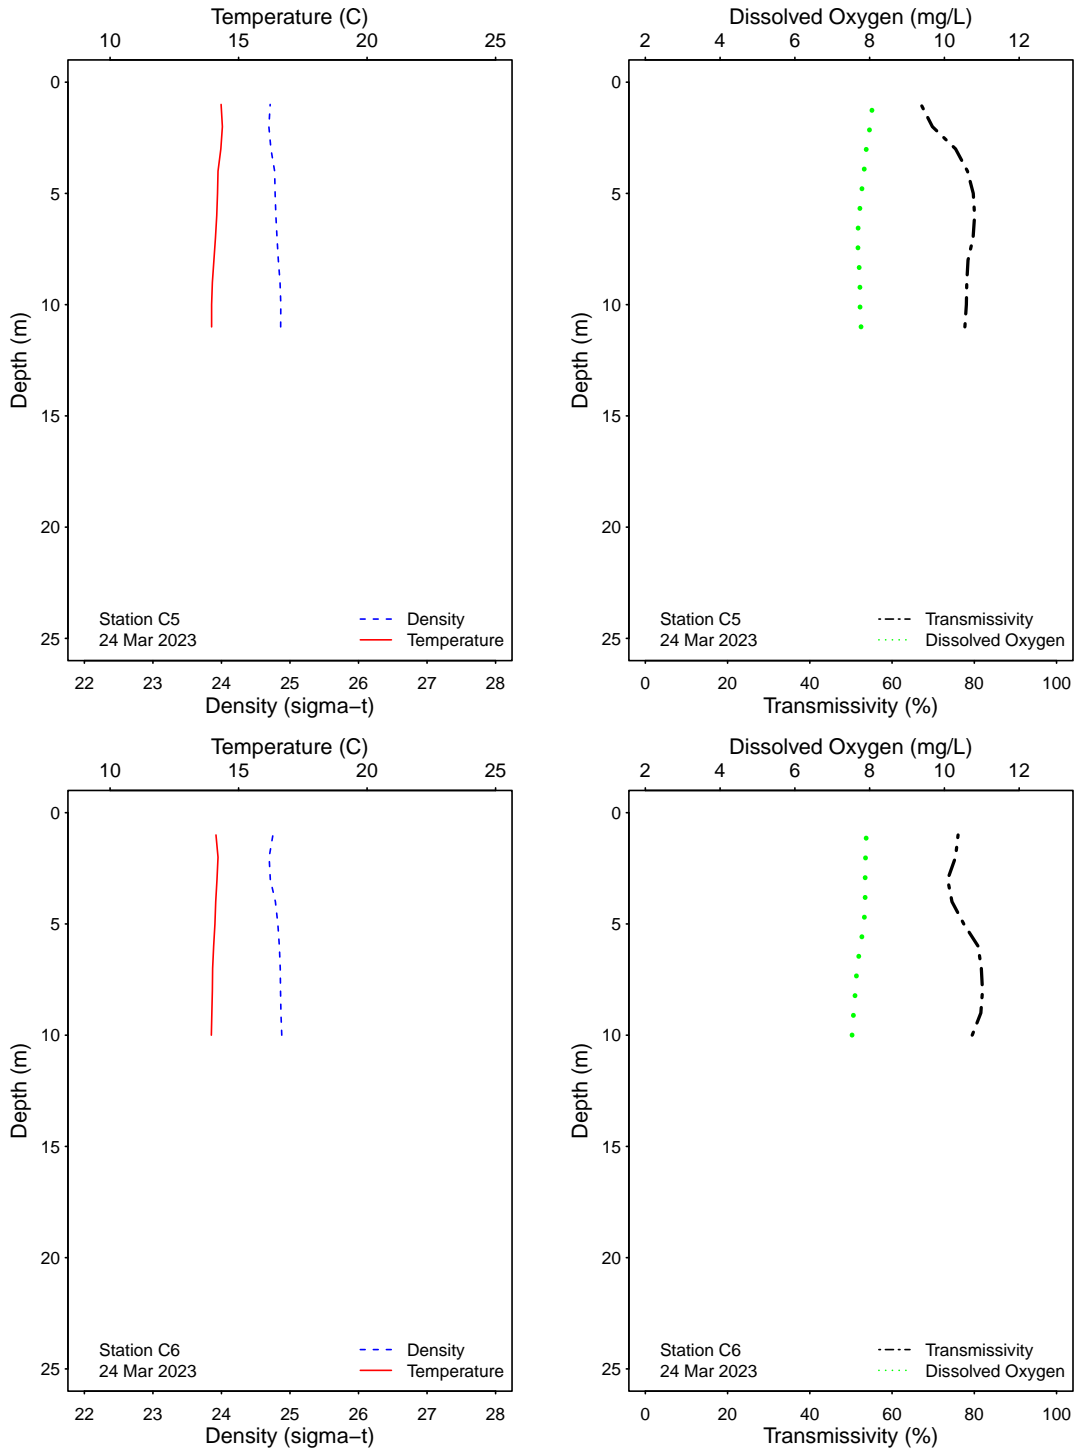 Temperature (C)
10 15 20 25
0
5
10
15
20
25
Depth (m)
Station C5
24 Mar 2023
Density
Temperature
22 23 24 25 26 27 28
Density (sigma−t)
Dissolved Oxygen (mg/L)
2 4 6 8 10 12
0
5
10
15
20
25
Depth (m)
Station C5
24 Mar 2023
Transmissivity
Dissolved Oxygen
0 20 40 60 80 100
Transmissivity (%)
Temperature (C)
10 15 20 25
0
5
10
15
20
25
Depth (m)
Station C6
24 Mar 2023
Density
Temperature
22 23 24 25 26 27 28
Density (sigma−t)
Dissolved Oxygen (mg/L)
2 4 6 8 10 12
0
5
10
15
20
25
Depth (m)
Station C6
24 Mar 2023
Transmissivity
Dissolved Oxygen
0 20 40 60 80 100
Transmissivity (%)